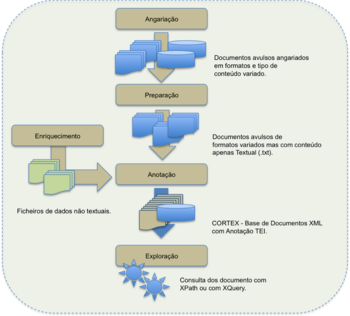 Angariação
Documentos avulsos angariados
em formatos e tipo de
conteúdo variado.
Preparação
Documentos avulsos de
formatos variados mas com conteúdo
apenas Textual (.txt).
Enriquecimento
Anotação
Ficheiros de dados não textuais.
CORTEX - Base de Documentos XML
com Anotação TEI.
Exploração
Consulta dos documento com
XPath ou com XQuery.